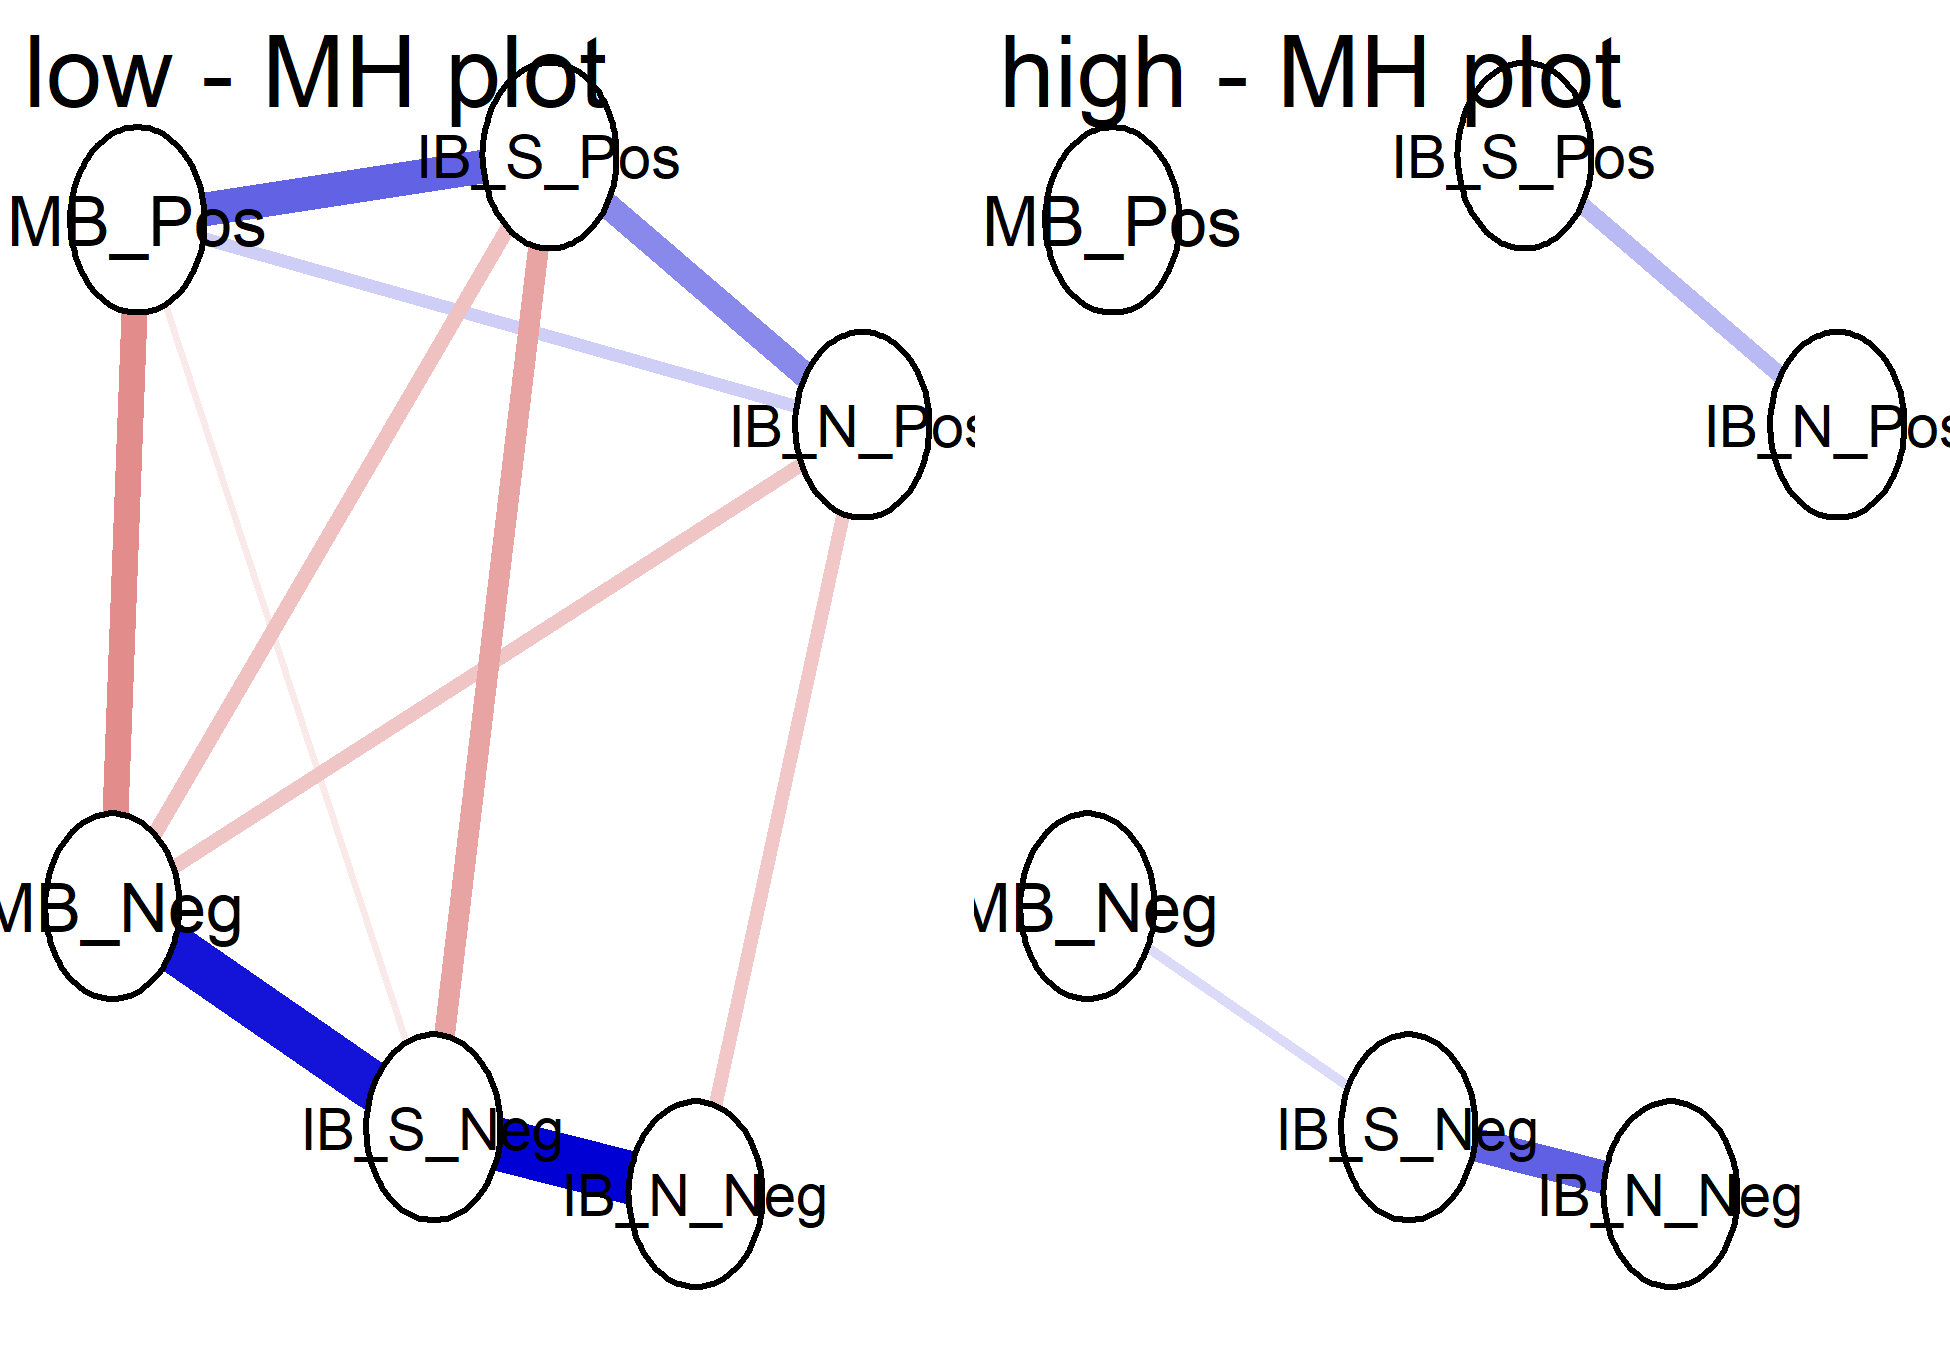 low - MH plot
IB_S_Pos
MB_Pos
IB_N_Pos
MB_Neg
IB_S_Neg
IB_N_Neg
high - MH plot
IB_S_Pos
MB_Pos
IB_N_Pos
MB_Neg
IB_S_Neg
IB_N_Neg